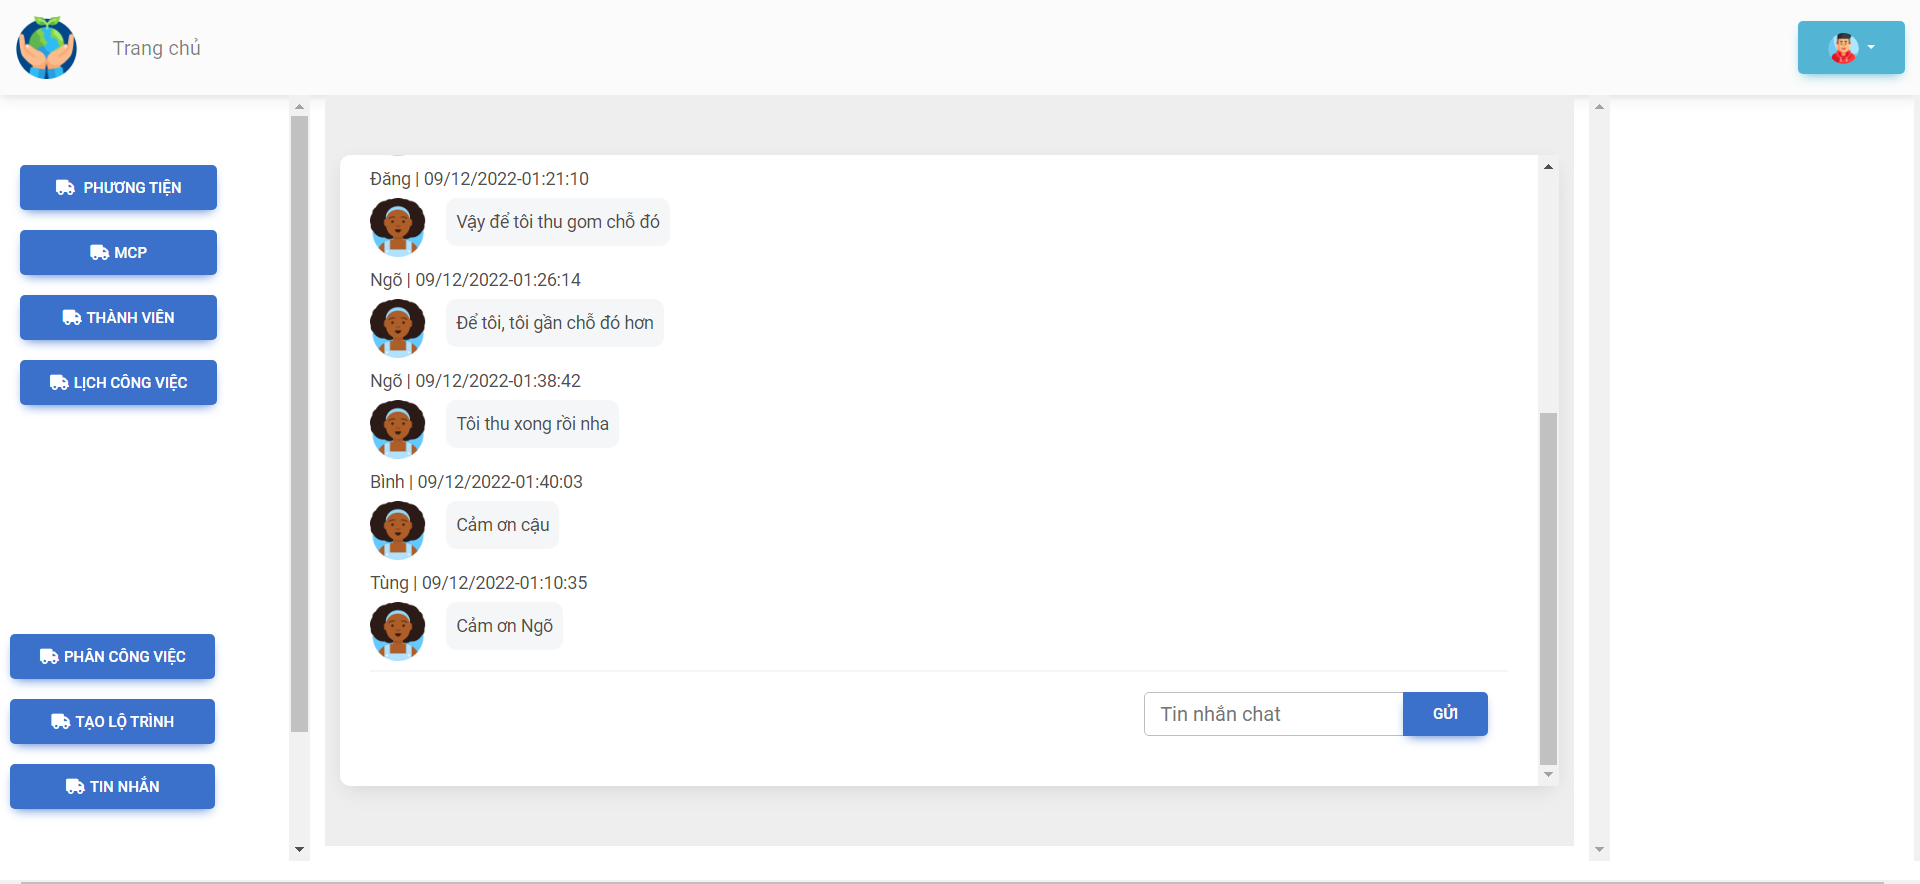 Trang chủ
PHƯƠNG TIỆN
MCP
THÀNH VIÊN
LỊCH CÔNG VIỆC
PHÂN CÔNG VIỆC
TẠO LỘ TRÌNH
TIN NHẮN
Đăng | 09/12/2022-01:21:10
Vậy để tôi thu gom chỗ đó
Ngõ | 09/12/2022-01:26:14
Để tôi, tôi gần chỗ đó hơn
Ngõ | 09/12/2022-01:38:42
Tôi thu xong rồi nha
Bình | 09/12/2022-01:40:03
Cảm ơn cậu
Tùng | 09/12/2022-01:10:35
Cảm ơn Ngõ
Tin nhắn chat
GỬI